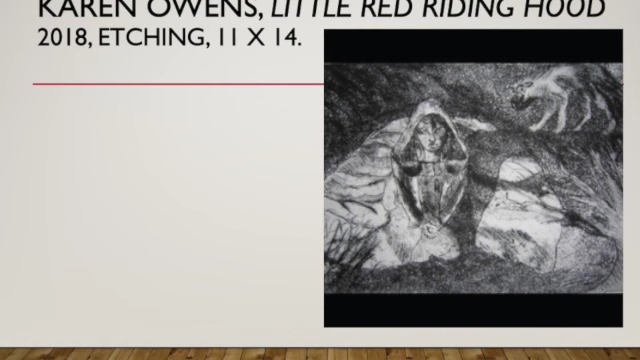 KAREN OWENS, LITTLE RED RIDING HOOD
2018, ETCHING, 11 X 14.